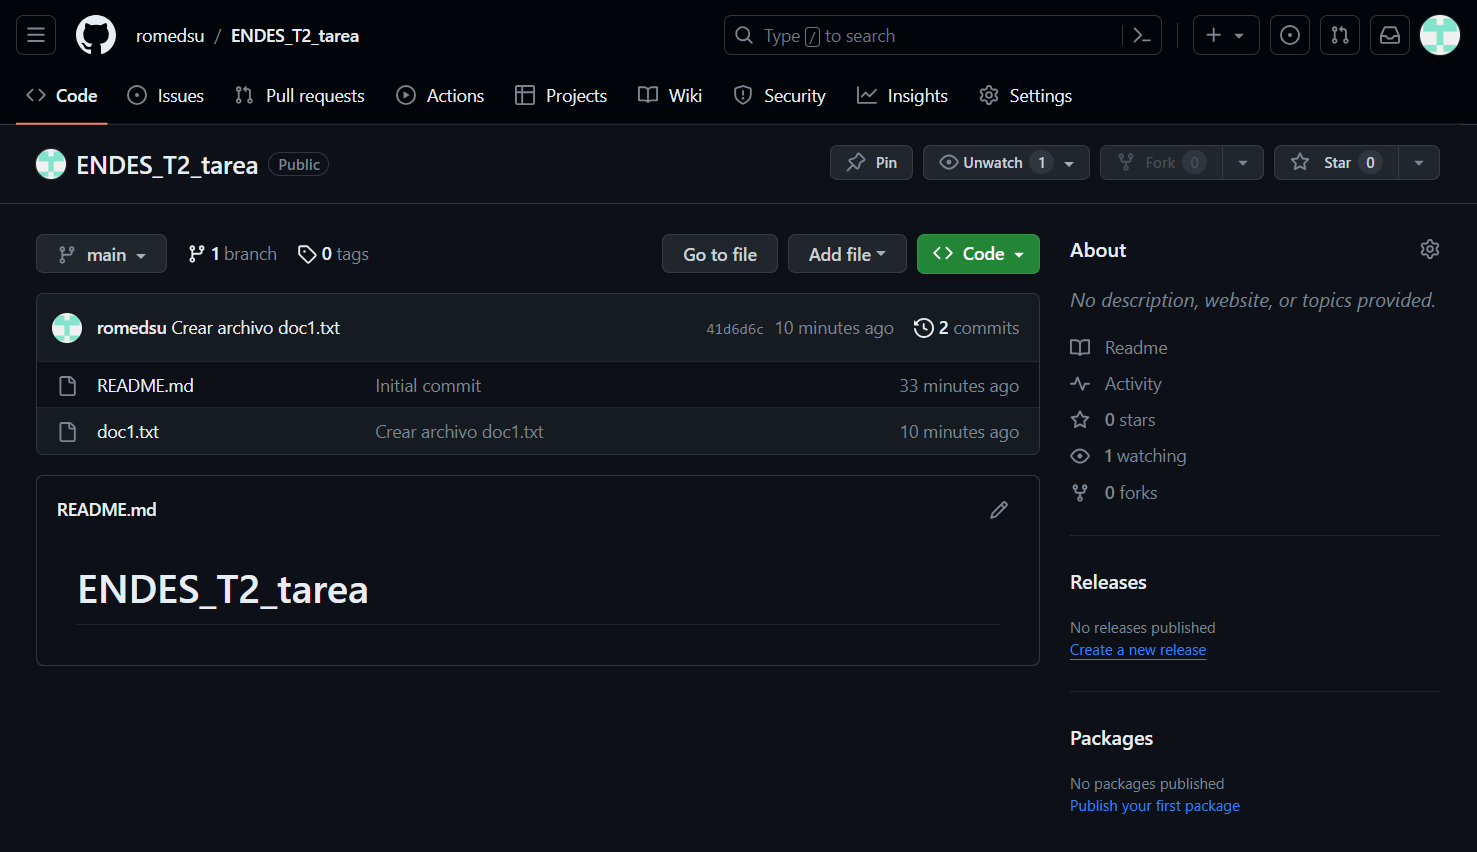 romedsu / ENDES_T2_tarea
Type / to search
Code Issues Pull requests Actions Projects Wiki Security Insights Settings
ENDES_T2_tarea Public
Pin Unwatch 1 Fork 0 Star 0
main 1 branch 0 tags Go to file Add file Code
romedsu Crear archivo doc1.txt 41d6d6c 10 minutes ago 2 commits
README.md Initial commit 33 minutes ago
doc1.txt Crear archivo doc1.txt 10 minutes ago
README.md
ENDES_T2_tarea
About
No description, website, or topics provided.
Readme
Activity
0 stars
1 watching
0 forks
Releases
No releases published
Create a new release
Packages
No packages published
Publish your first package